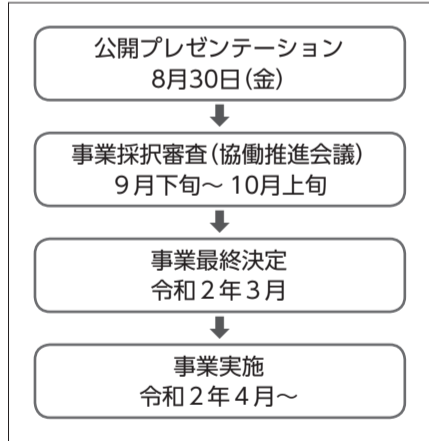 公開プレゼンテーション
8月30日(金)
事業採択審査(協働推進会議)
９月下旬～10月上旬
事業最終決定
令和２年３月
事業実施
令和２年４月～